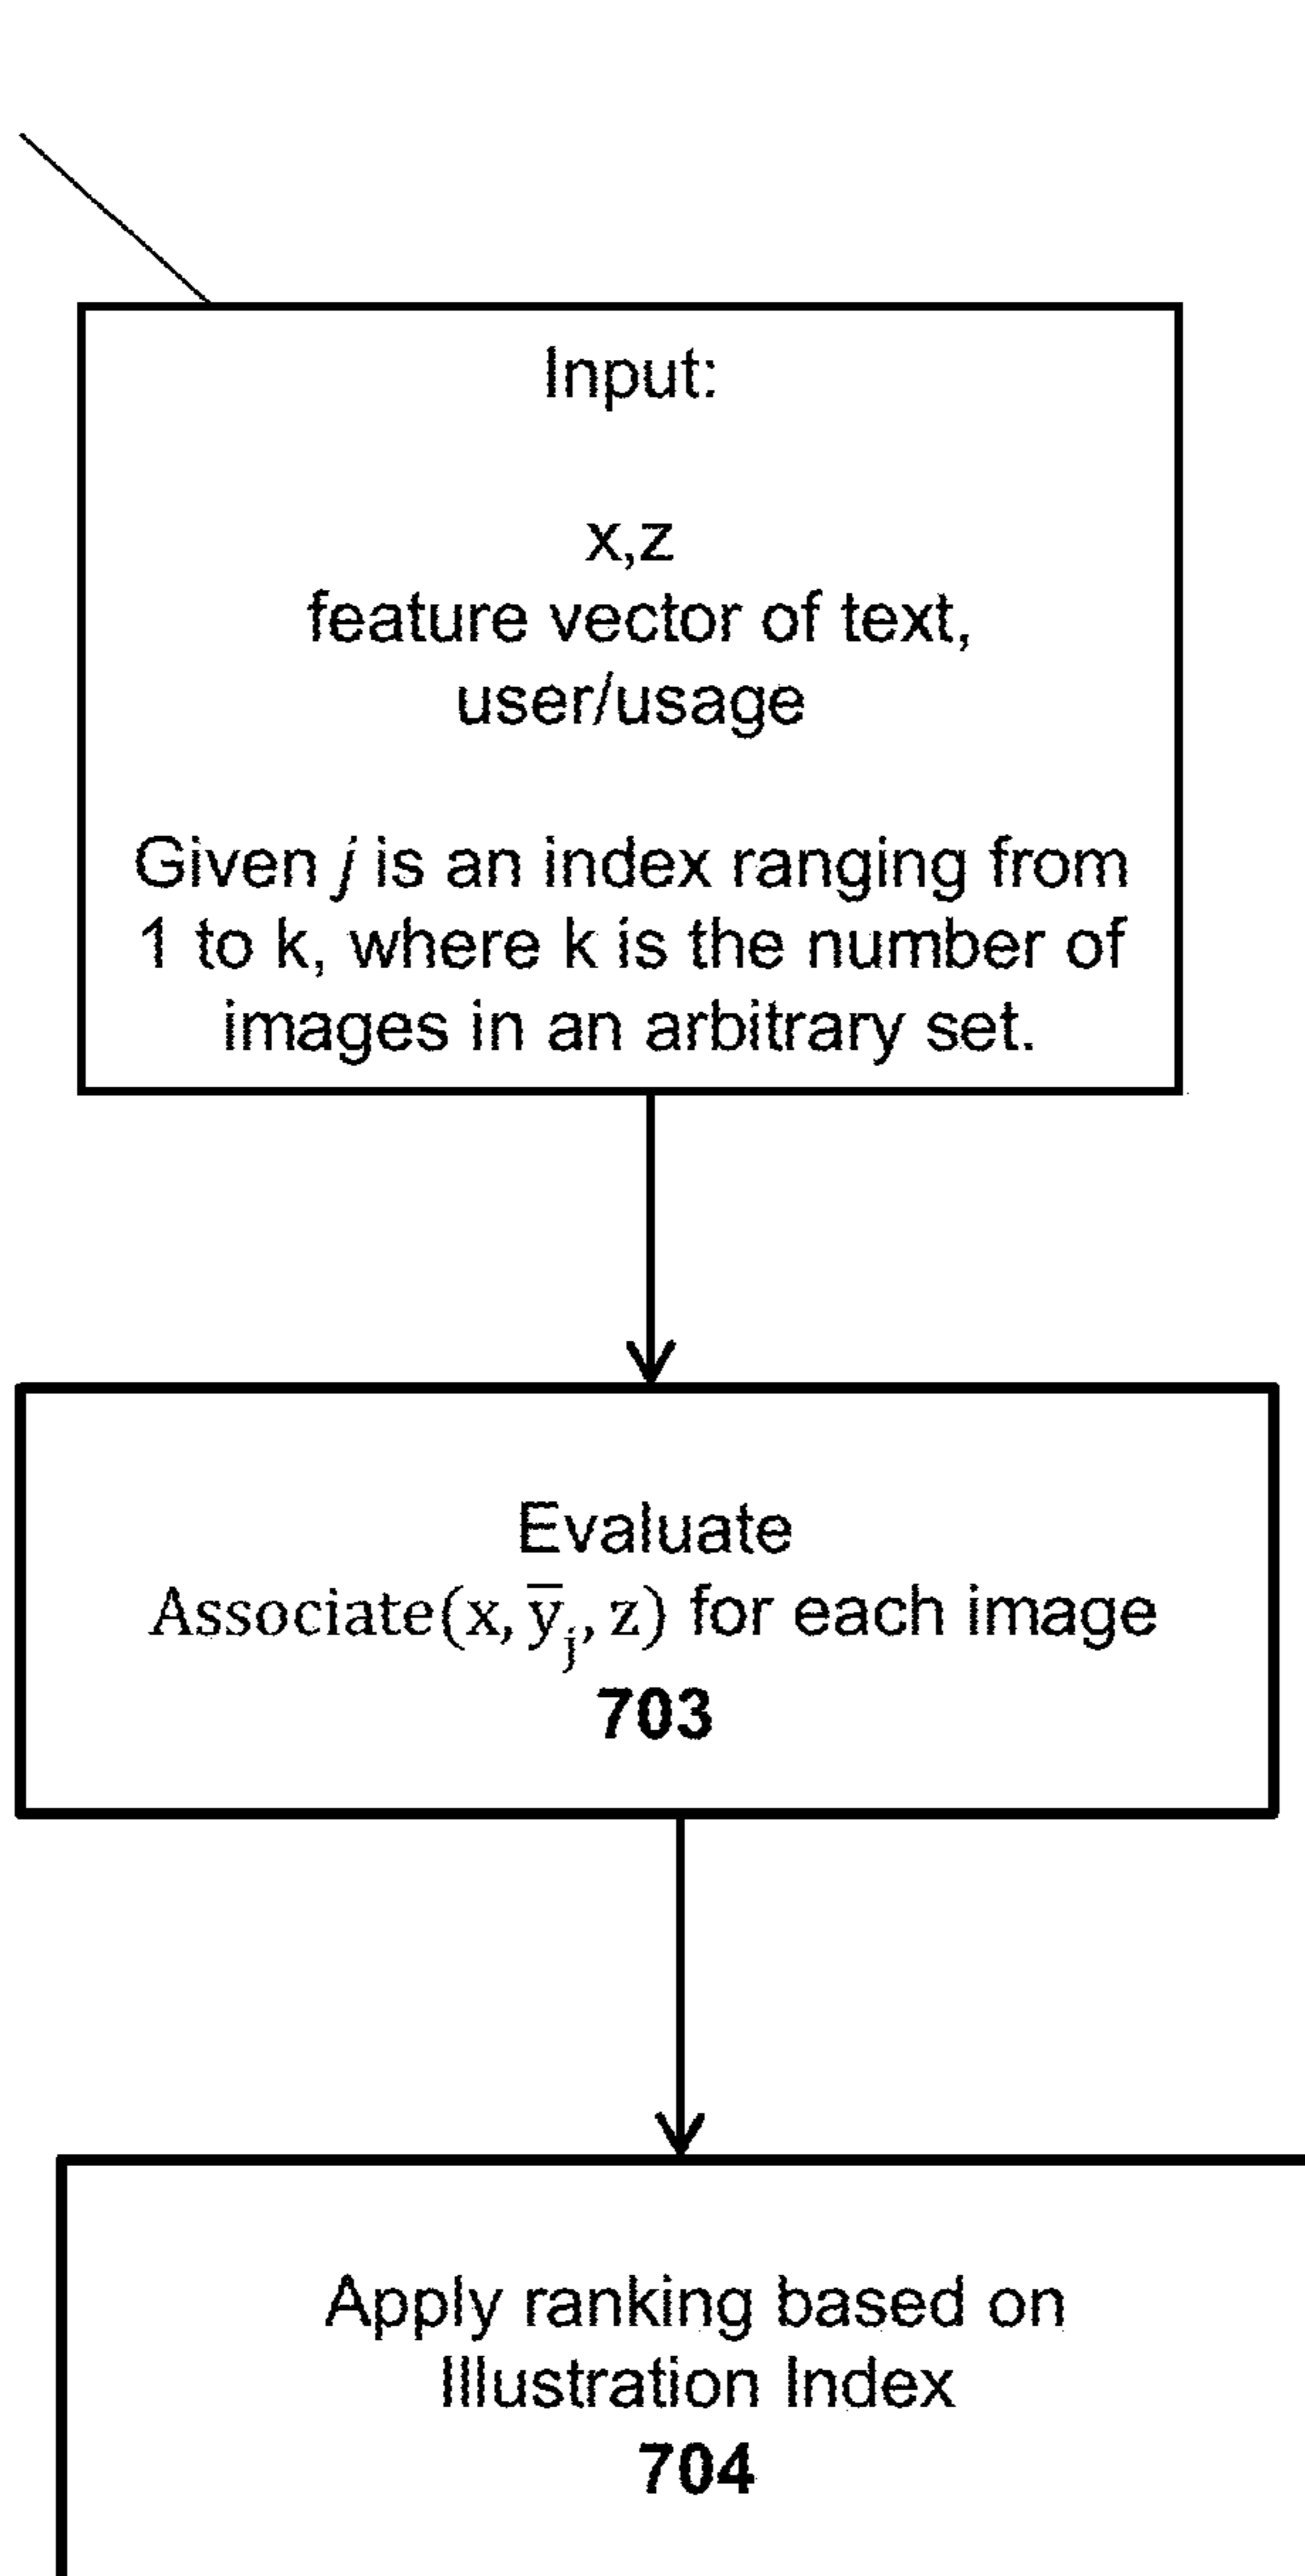 Input:
x,z
feature vector of text,
user/usage
Given j is an index ranging from
1 to k, where k is the number of
images in an arbitrary set.
Evaluate
Associate(x, y̅ⱼ, z) for each image
703
Apply ranking based on
Illustration Index
704